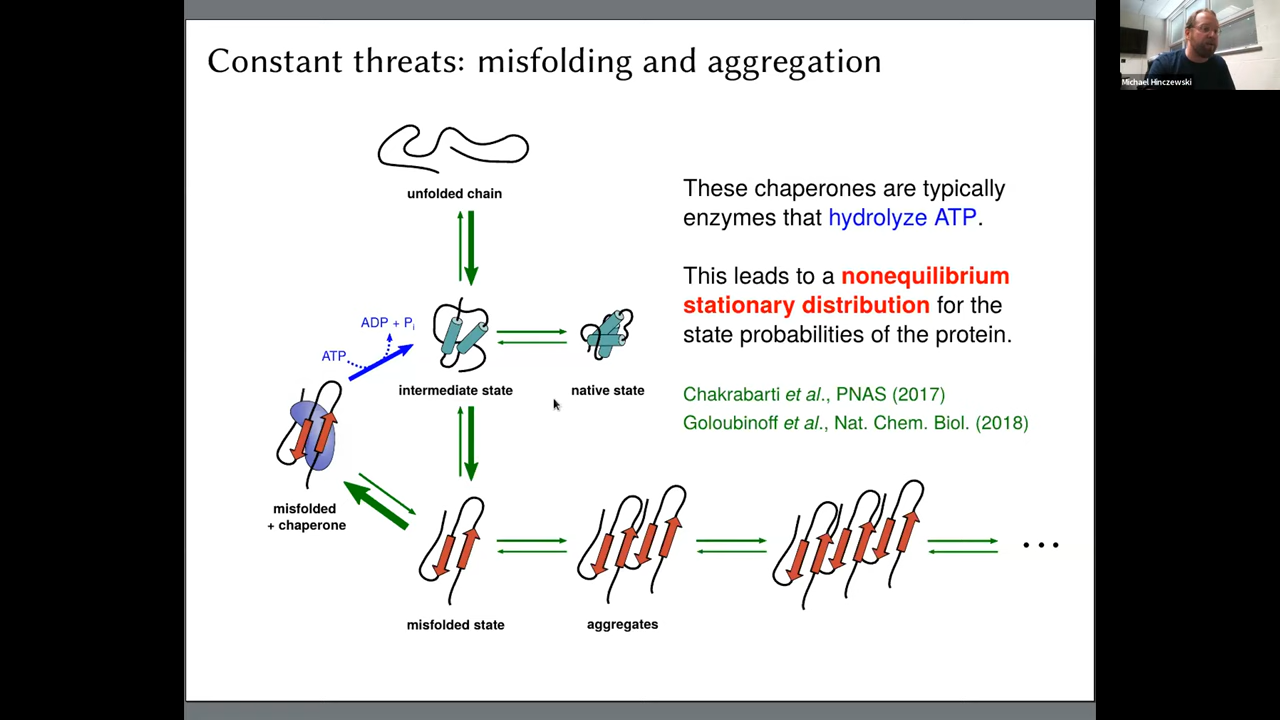 Constant threats: misfolding and aggregation
Michael Hinczewski
unfolded chain
These chaperones are typically
enzymes that hydrolyze ATP.
This leads to a nonequilibrium
stationary distribution for the
state probabilities of the protein.
ADP + Pi
ATP
intermediate state
native state
Chakrabarti et al., PNAS (2017)
Goloubinoff et al., Nat. Chem. Biol. (2018)
misfolded
+ chaperone
...
misfolded state
aggregates